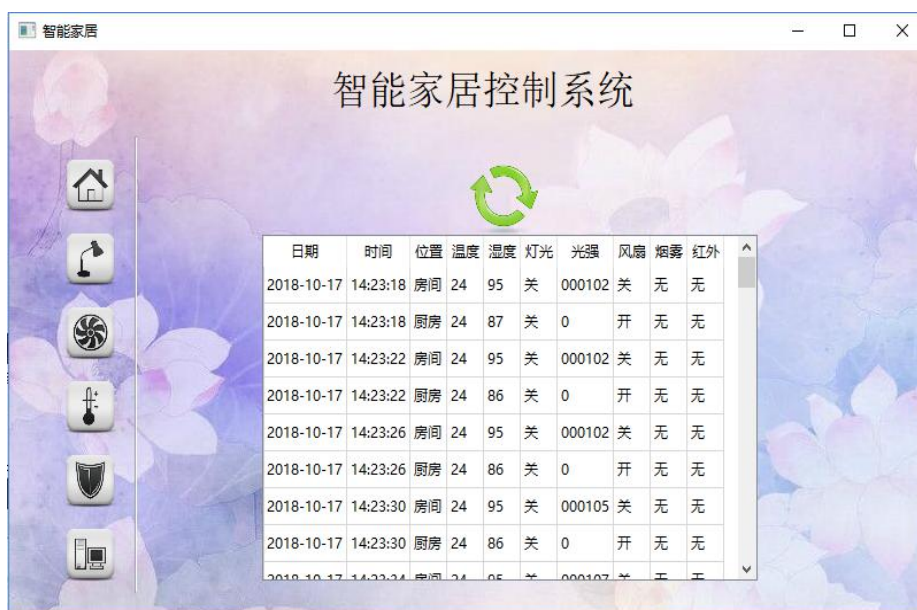 智能家居
智能家居控制系统
日期 时间 位置 温度 湿度 灯光 光强 风扇 烟雾 红外
2018-10-17 14:23:18 房间 24 95 关 000102 关 无 无
2018-10-17 14:23:18 厨房 24 87 关 0 开 无 无
2018-10-17 14:23:22 房间 24 95 关 000102 关 无 无
2018-10-17 14:23:22 厨房 24 86 关 0 开 无 无
2018-10-17 14:23:26 房间 24 95 关 000102 关 无 无
2018-10-17 14:23:26 厨房 24 86 关 0 开 无 无
2018-10-17 14:23:30 房间 24 95 关 000105 关 无 无
2018-10-17 14:23:30 厨房 24 86 关 0 开 无 无